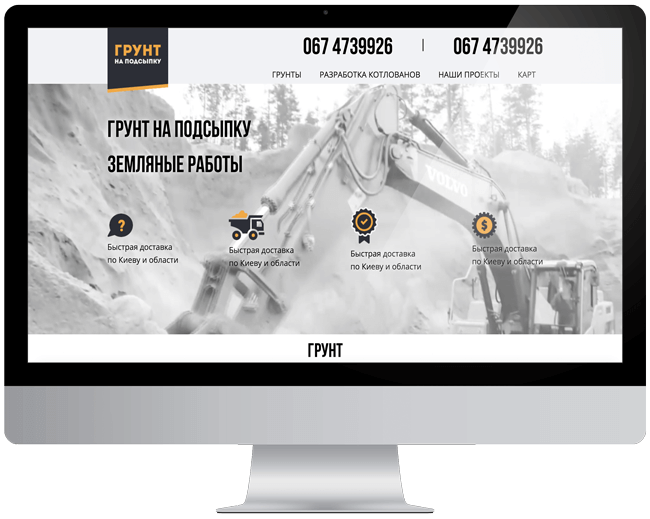 ГРУНТ
НА ПОДСЫПКУ
067 4739926 | 067 4739926
ГРУНТЫ РАЗРАБОТКА КОТЛОВАНОВ НАШИ ПРОЕКТЫ КАРТ
ГРУНТ НА ПОДСЫПКУ
ЗЕМЛЯНЫЕ РАБОТЫ
VOLVO
?
Быстрая доставка
по Киеву и области
Быстрая доставка
по Киеву и области
Быстрая доставка
по Киеву и области
$
Быстрая доставка
по Киеву и области
ГРУНТ